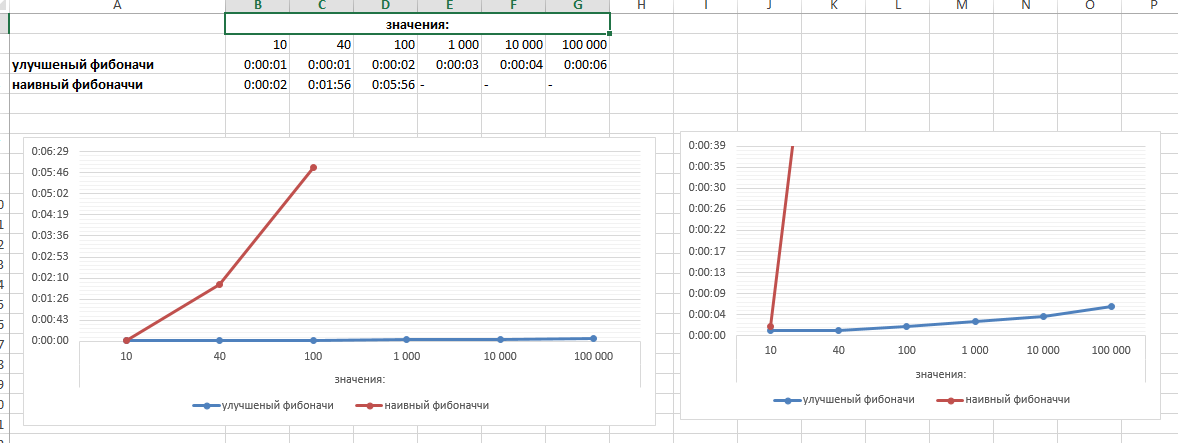 A B C D E F G H I J K L M N O P
значения:
10 40 100 1 000 10 000 100 000
улучшеный фибоначи 0:00:01 0:00:01 0:00:02 0:00:03 0:00:04 0:00:06
наивный фибоначчи 0:00:02 0:01:56 0:05:56 - - -
0:06:29
0:05:46
0:05:02
0:04:19
0:03:36
0:02:53
0:02:10
0:01:26
0:00:43
0:00:00
10 40 100 1 000 10 000 100 000
значения:
улучшеный фибоначи наивный фибоначчи
0:00:39
0:00:35
0:00:30
0:00:26
0:00:22
0:00:17
0:00:13
0:00:09
0:00:04
0:00:00
10 40 100 1 000 10 000 100 000
значения:
улучшеный фибоначи наивный фибоначчи